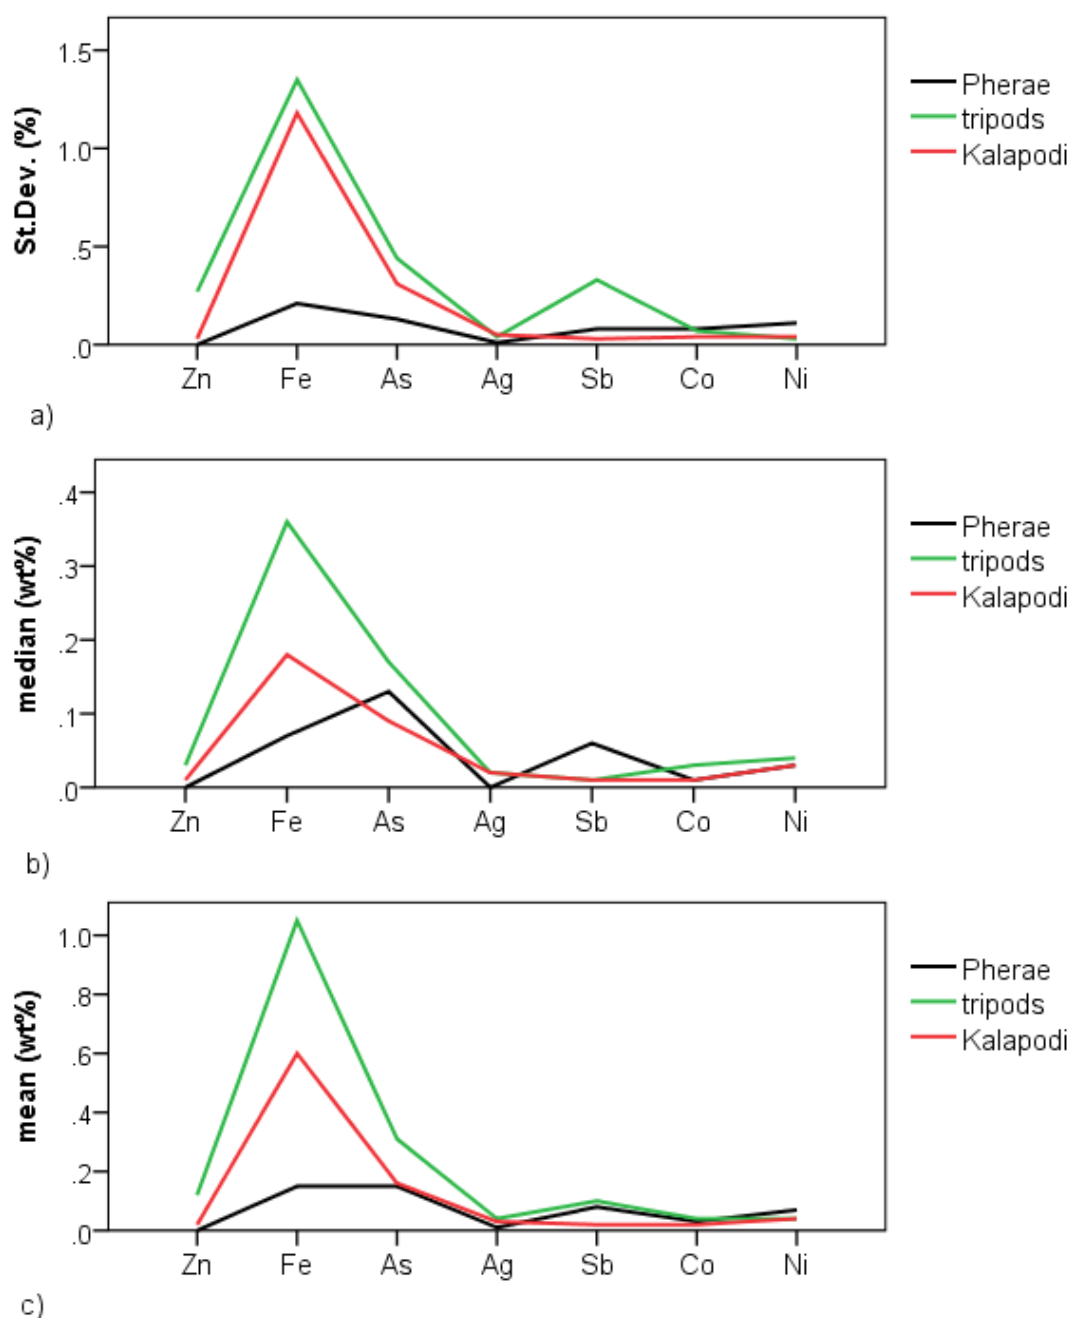 St.Dev. (%)
1.5
1.0
.5
.0
Zn Fe As Ag Sb Co Ni
Pherae
tripods
Kalapodi
a)
median (wt%)
.4
.3
.2
.1
.0
Zn Fe As Ag Sb Co Ni
Pherae
tripods
Kalapodi
b)
mean (wt%)
1.0
.8
.6
.4
.2
.0
Zn Fe As Ag Sb Co Ni
Pherae
tripods
Kalapodi
c)